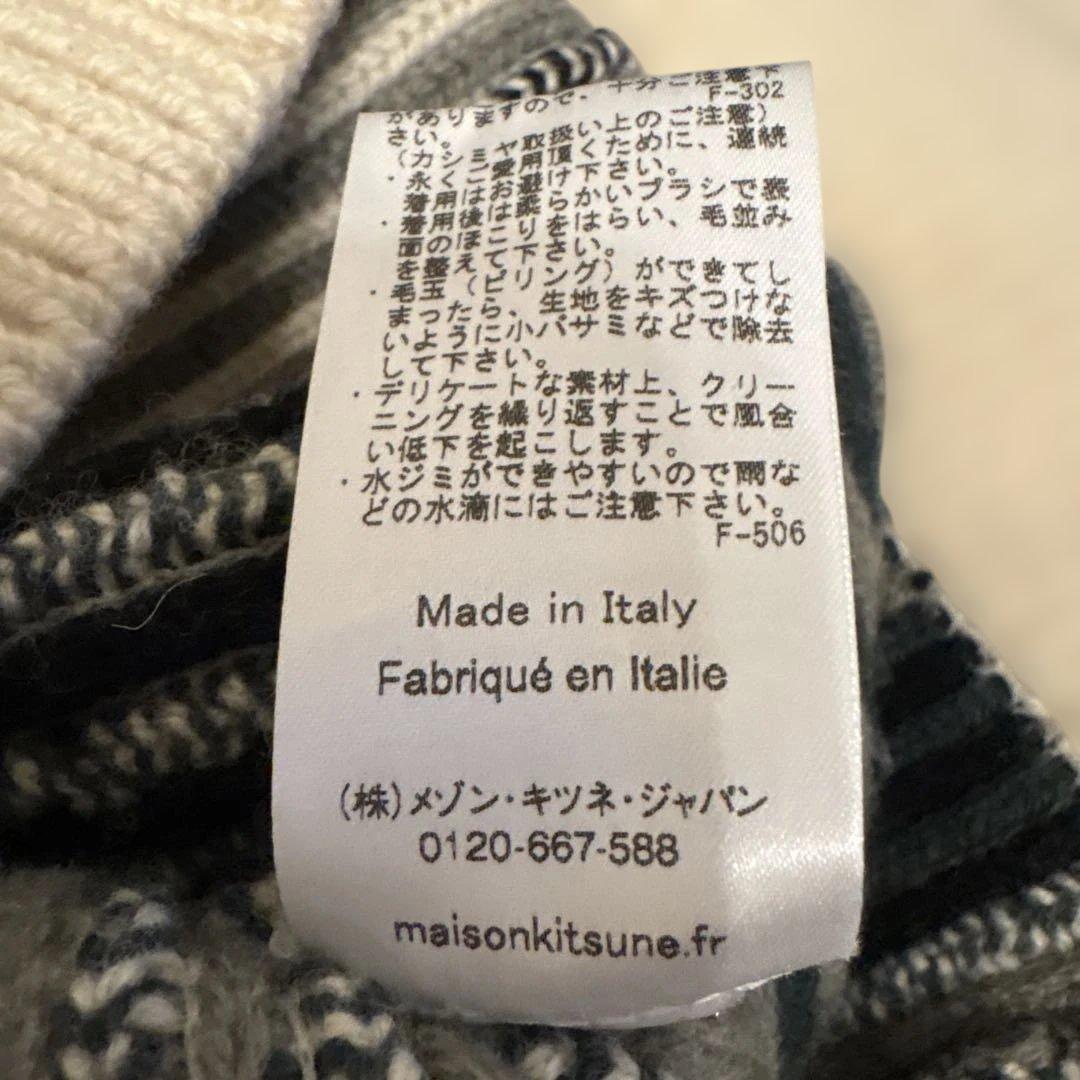 がありますので、十分ご注意下
さい。 F-302
(カシミヤ取扱い上のご注意)
・永くご愛用頂くために、連続
着用はお避け下さい。
・着用後は柔らかいブラシで表
面のほこりをはらい、毛並み
を整えて下さい。
・毛玉(ピリング)ができてし
まったら、生地をキズつけな
いように小バサミなどで除去
して下さい。
・デリケートな素材上、クリー
ニングを繰り返すことで風合
い低下を起こします。
・水ジミができやすいので雨な
どの水滴にはご注意下さい。
F-506
Made in Italy
Fabriqué en Italie
(株)メゾン・キツネ・ジャパン
0120-667-588
maisonkitsune.fr